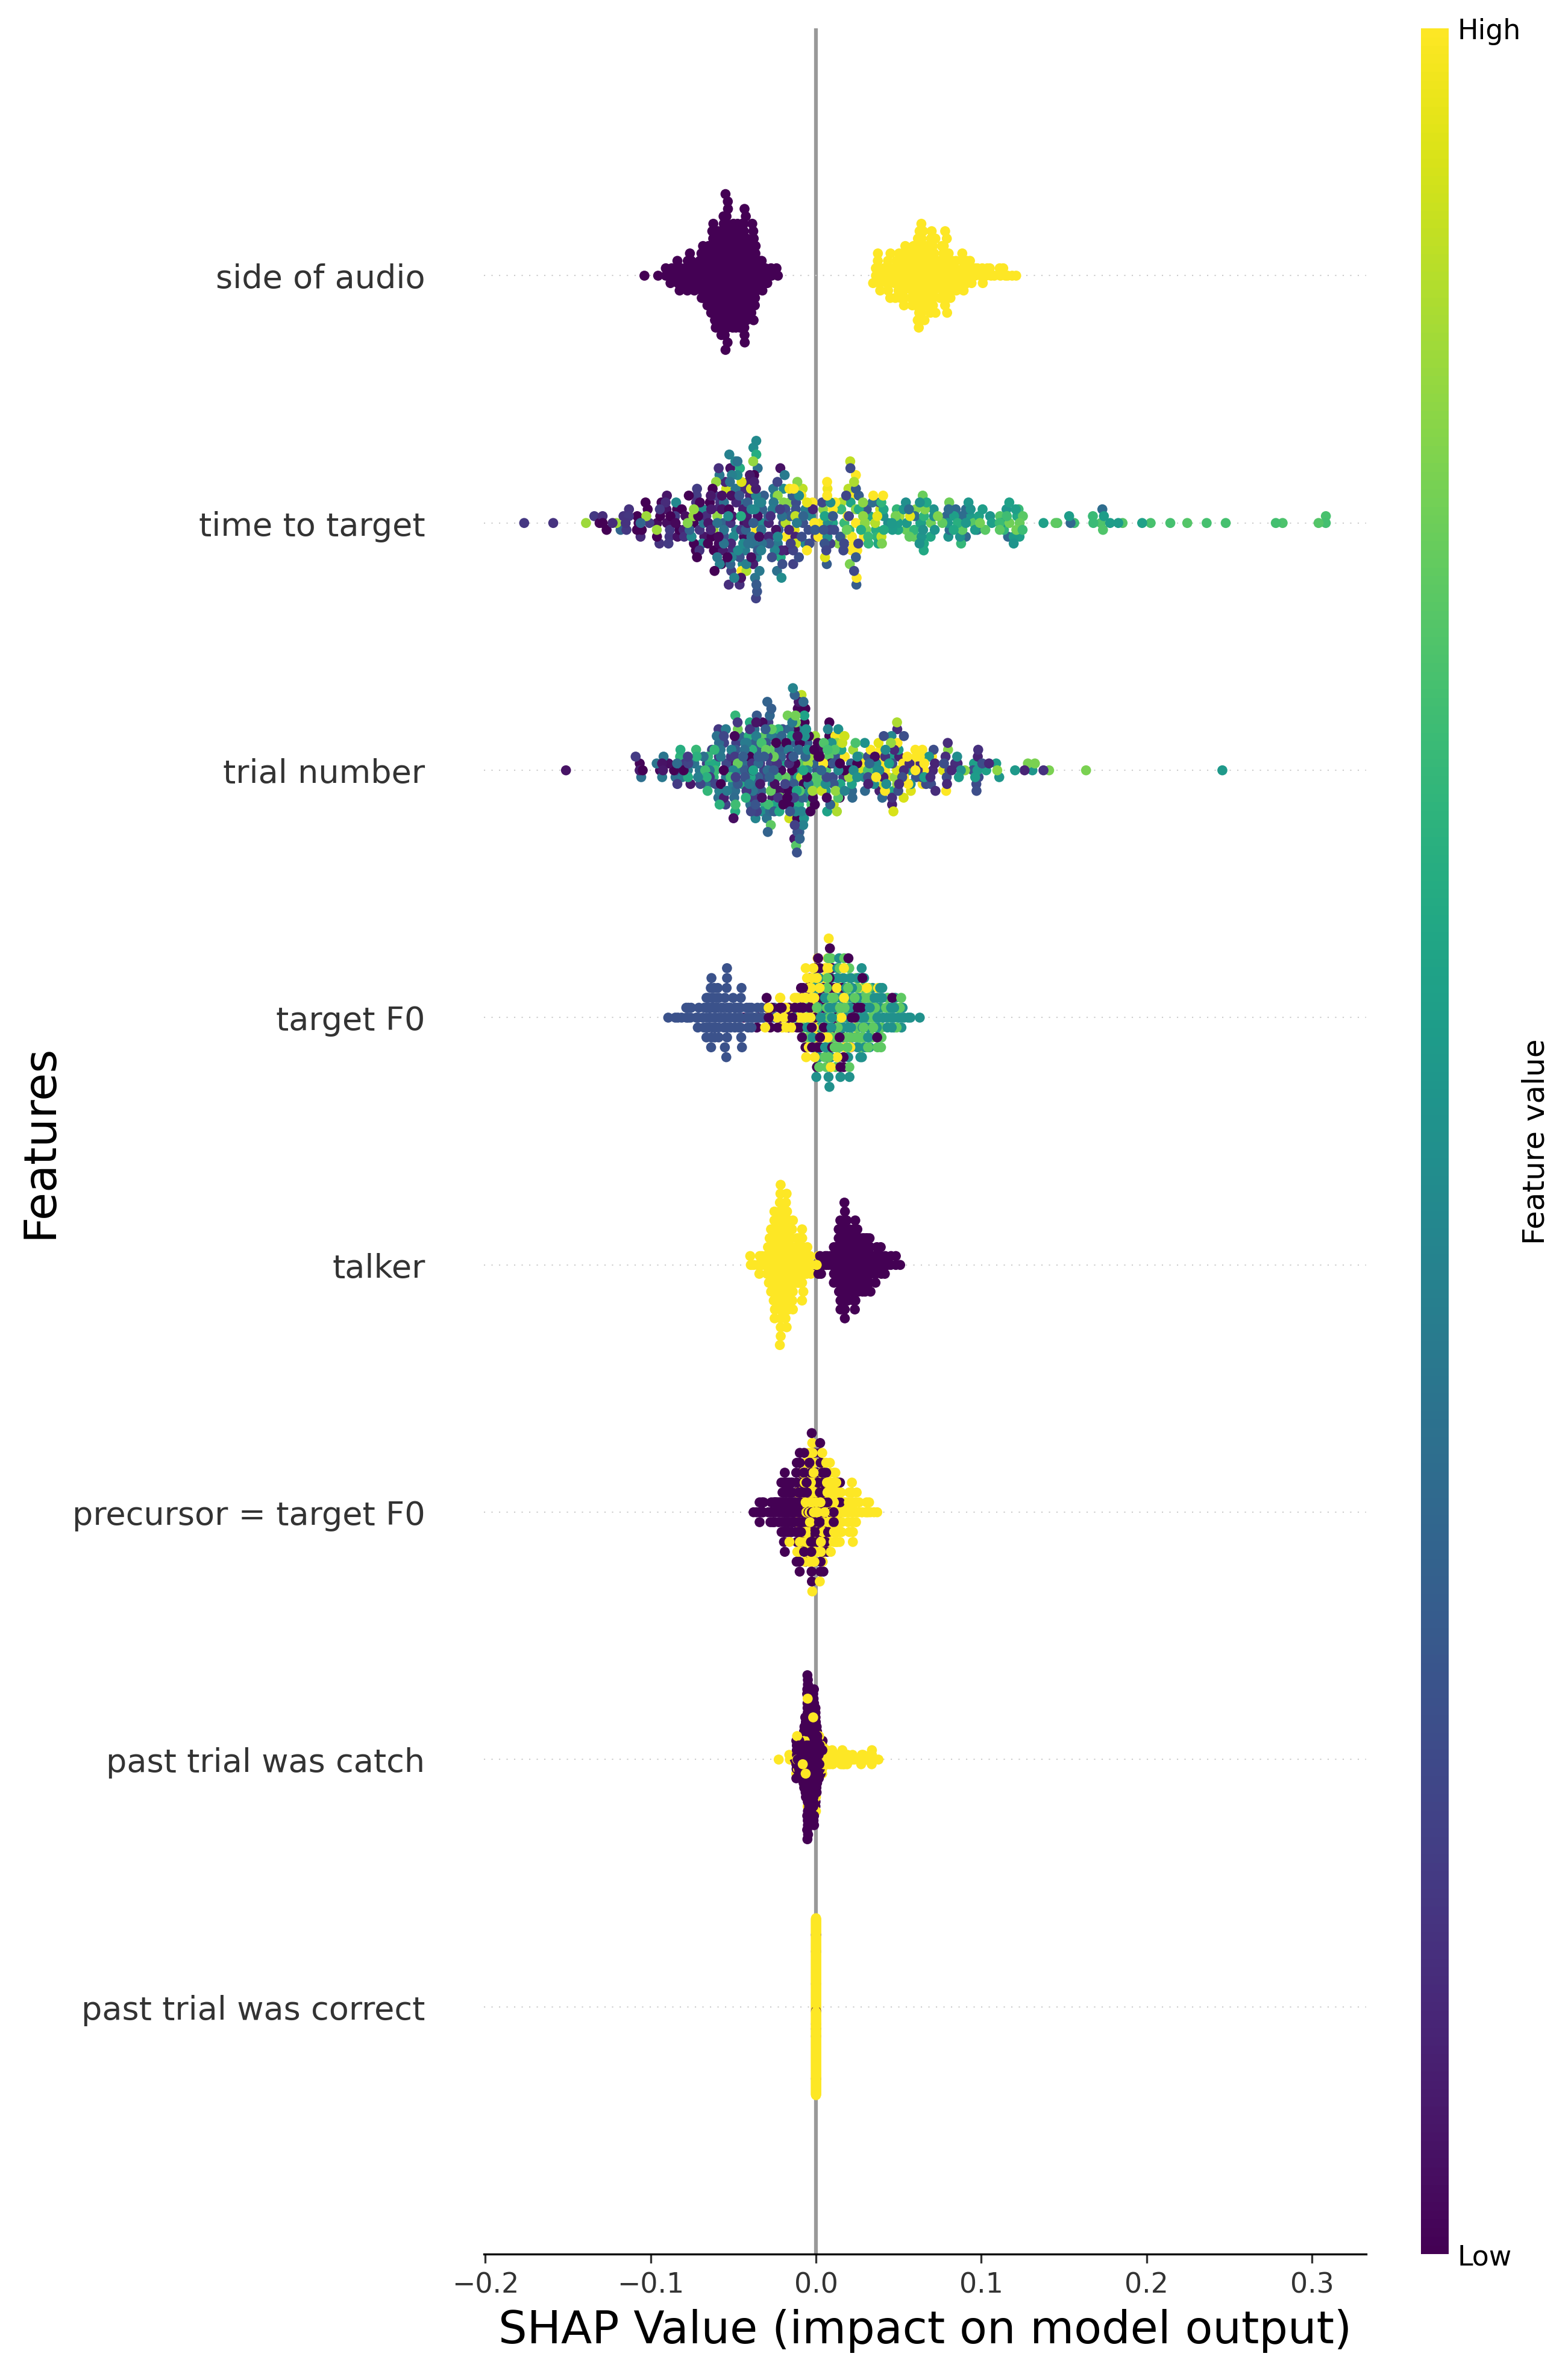 High
side of audio
time to target
trial number
target F0
talker
precursor = target F0
past trial was catch
past trial was correct
Features
Feature value
Low
−0.2 −0.1 0.0 0.1 0.2 0.3
SHAP Value (impact on model output)